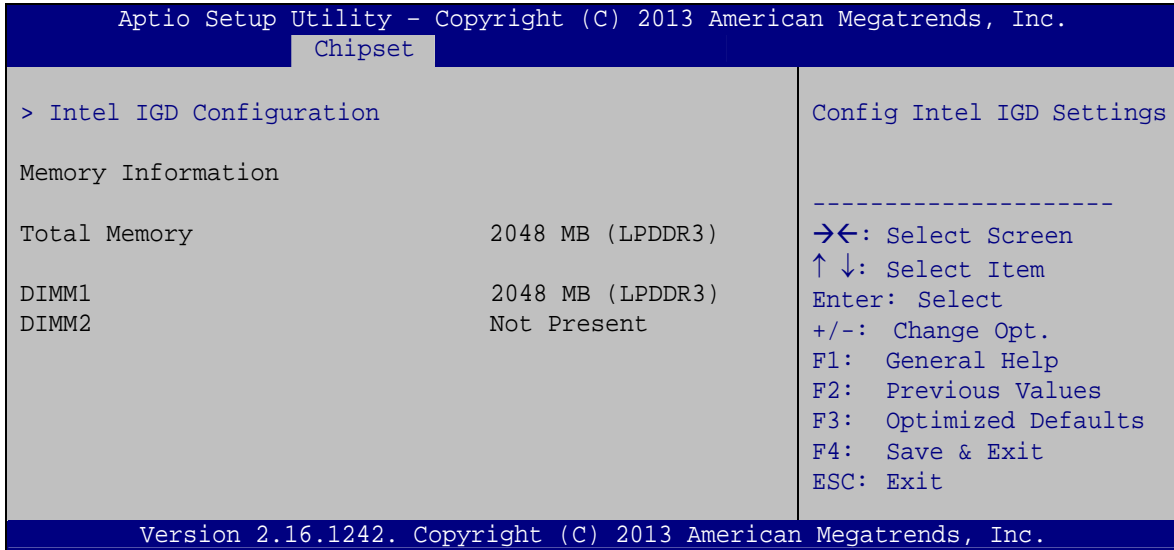 Aptio Setup Utility – Copyright (C) 2013 American Megatrends, Inc.
Chipset
> Intel IGD Configuration
Memory Information
Total Memory 2048 MB (LPDDR3)
DIMM1 2048 MB (LPDDR3)
DIMM2 Not Present
Config Intel IGD Settings
---------------------
→←: Select Screen
↑ ↓: Select Item
Enter: Select
+/-: Change Opt.
F1: General Help
F2: Previous Values
F3: Optimized Defaults
F4: Save & Exit
ESC: Exit
Version 2.16.1242. Copyright (C) 2013 American Megatrends, Inc.